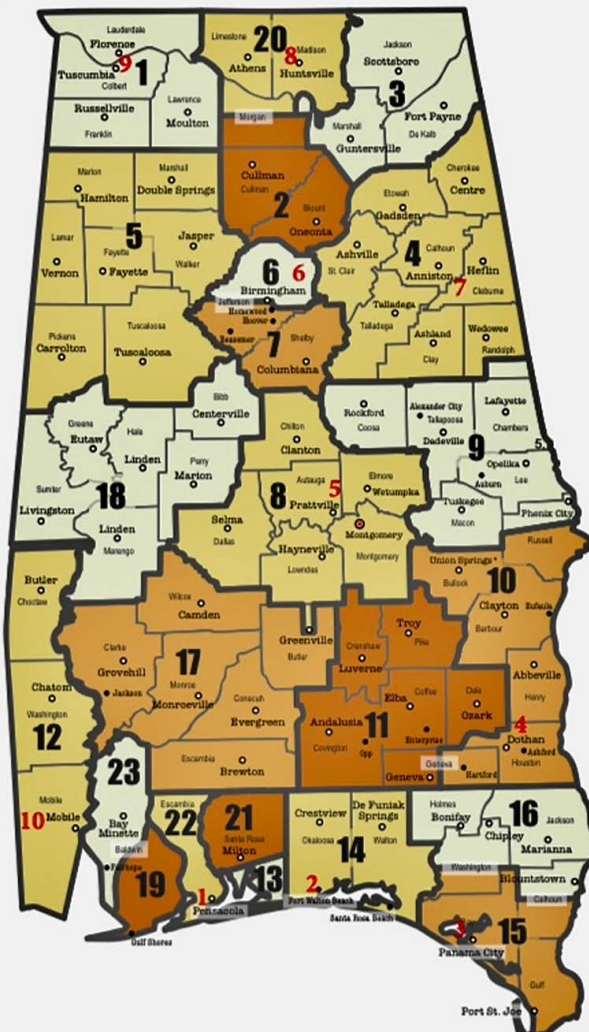 Lauderdale
Florence
9
Tuscumbia
1
Colbert
Russellville
Franklin
Lawrence
Moulton
Limestone
20
Madison
8
Athens
Huntsville
Morgan
Jackson
Scottsboro
3
Fort Payne
De Kalb
Marshall
Guntersville
Cullman
Cullman
2
Blount
Oneonta
Marion
Hamilton
Marshall
Double Springs
5
Lamar
Vernon
Fayette
Fayette
Jasper
Walker
Pickens
Carrolton
Tuscaloosa
Tuscaloosa
Cherokee
Centre
Etowah
Gadsden
Ashville
St. Clair
4
Calhoun
Anniston
7
Heflin
Cleburne
Talladega
Talladega
Ashland
Clay
Wedowee
Randolph
6
6
Birmingham
Jefferson
Homewood
Hoover
Bessemer
7
Shelby
Columbiana
Bibb
Centerville
Greene
Eutaw
Hale
Linden
Perry
Marion
Sumter
Livingston
18
Linden
Marengo
Chilton
Clanton
8
Autauga
5
Prattville
Elmore
Wetumpka
Selma
Dallas
Montgomery
Montgomery
Hayneville
Lowndes
Rockford
Coosa
Alexander City
Tallapoosa
Dadeville
Lafayette
Chambers
9
5
Opelika
Auburn
Lee
Tuskegee
Macon
Phenix City
Russell
Union Springs
Bullock
10
Clayton
Barbour
Eufaula
Abbeville
Henry
4
Dothan
Ashford
Houston
Butler
Choctaw
Chatom
Washington
12
Wilcox
Camden
Clarke
Grovehill
Jackson
17
Monroe
Monroeville
Conecuh
Evergreen
Greenville
Butler
Escambia
Brewton
Crenshaw
Luverne
Troy
Pike
Elba
Coffee
Dale
Ozark
Andalusia
Covington
11
Opp
Enterprise
Geneva
Geneva
Hartford
Mobile
10
Mobile
23
Bay
Minette
Baldwin
Fairhope
19
Gulf Shores
Escambia
22
1
Pensacola
21
Santa Rosa
Milton
13
Crestview
Okaloosa
De Funiak
Springs
Walton
14
2
Fort Walton Beach
Santa Rosa Beach
Holmes
Bonifay
16
Chipley
Jackson
Marianna
Washington
Blountstown
Calhoun
3
15
Panama City
Gulf
Port St. Joe